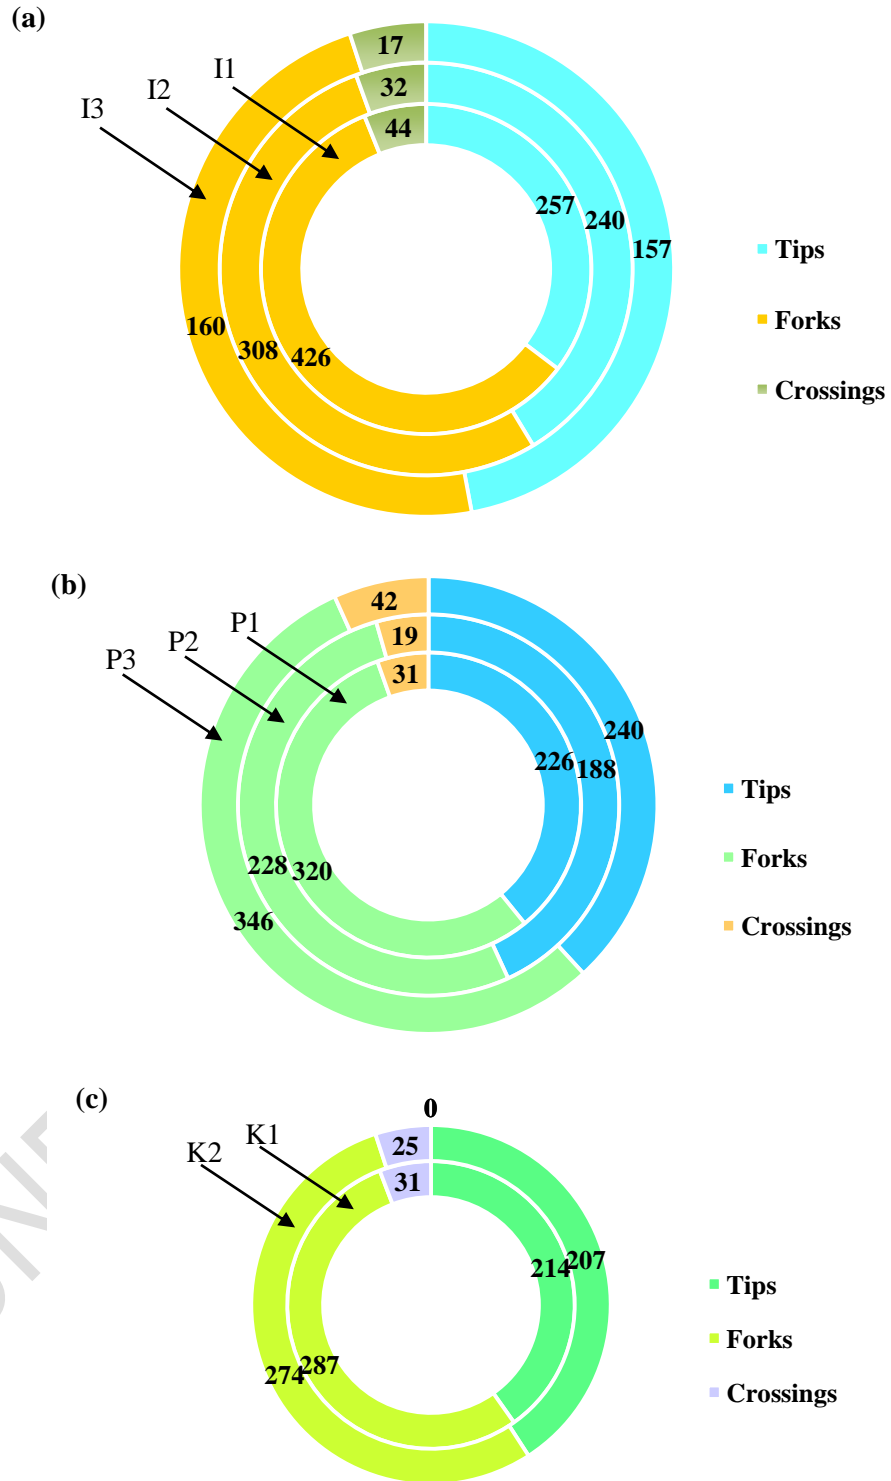 (a)
17
32
44
I1
I2
I3
257
240
157
160
308
426
Tips
Forks
Crossings
(b)
42
19
31
P1
P2
P3
240
226
188
228
320
346
Tips
Forks
Crossings
(c)
0
25
31
K1
K2
214
207
274
287
Tips
Forks
Crossings